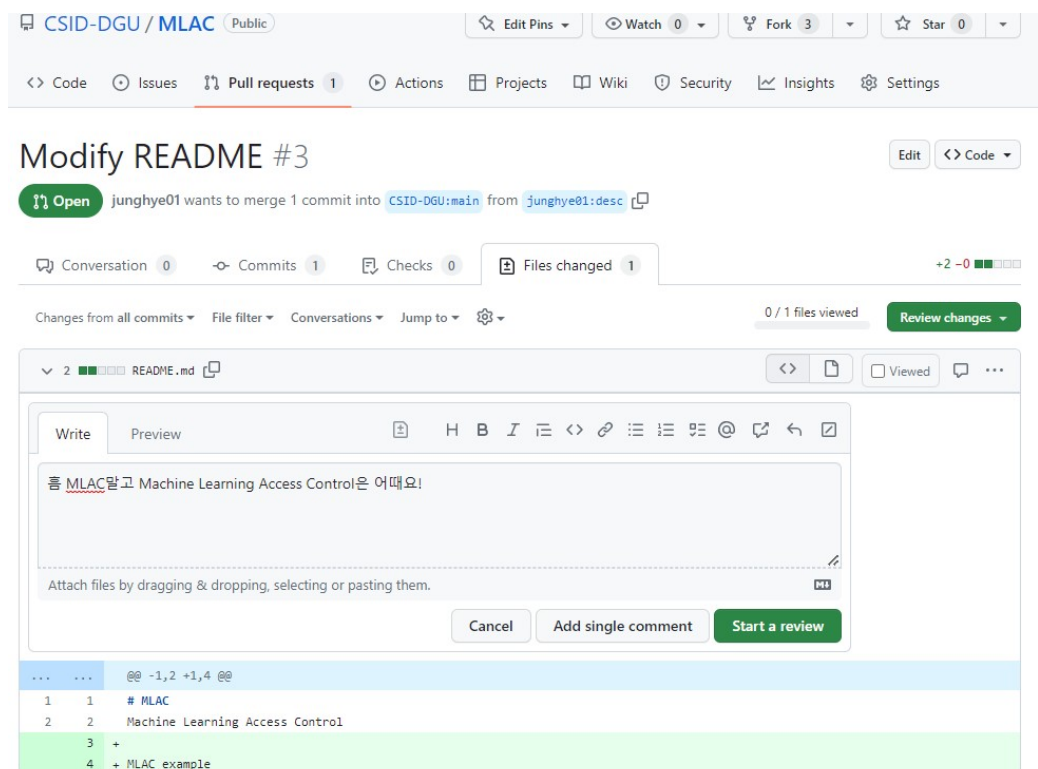 CSID-DGU / MLAC Public Edit Pins Watch 0 Fork 3 Star 0
<> Code Issues Pull requests 1 Actions Projects Wiki Security Insights Settings
Modify README #3 Edit <> Code
Open junghye01 wants to merge 1 commit into CSID-DGU:main from junghye01:desc
Conversation 0 Commits 1 Checks 0 Files changed 1 +2 −0
Changes from all commits File filter Conversations Jump to 0 / 1 files viewed Review changes
2 README.md <> Viewed ...
Write Preview H B I <> @
흠 MLAC말고 Machine Learning Access Control은 어때요!
Attach files by dragging & dropping, selecting or pasting them.
Cancel Add single comment Start a review
... ... @@ -1,2 +1,4 @@
1 1 # MLAC
2 2 Machine Learning Access Control
3 +
4 + MLAC example